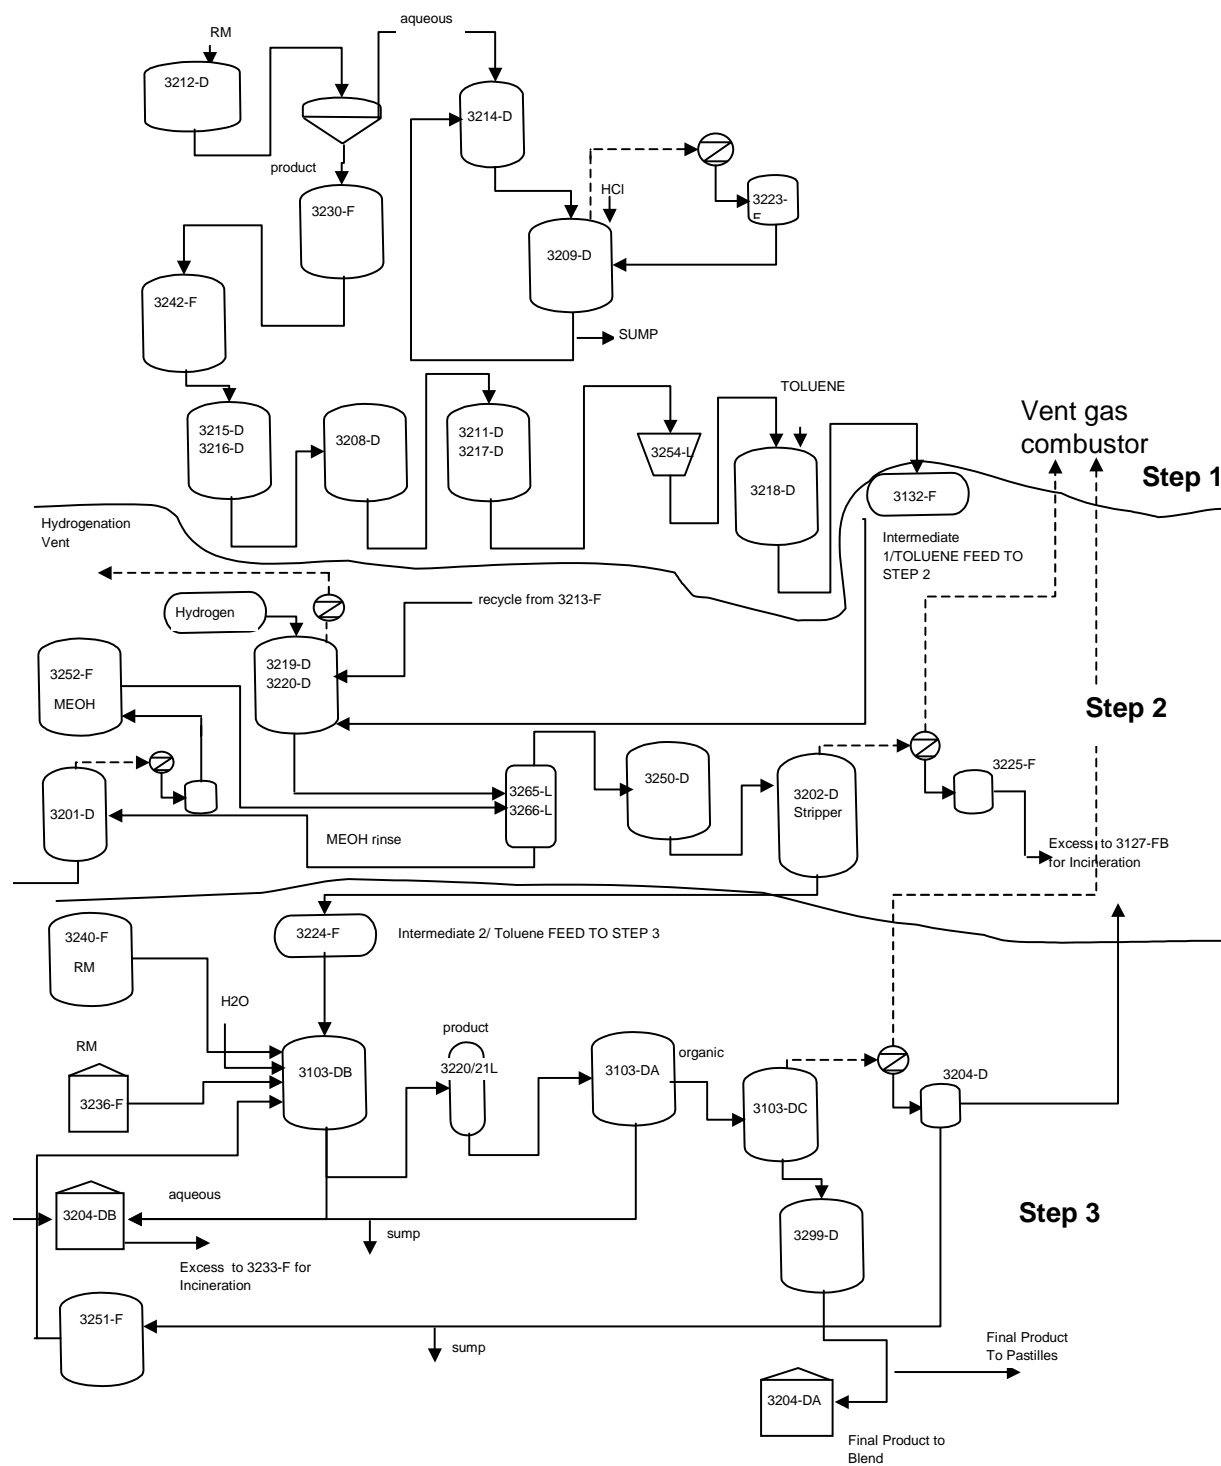 aqueous
RM
3212-D
3214-D
product
HCl
3223-
3230-F
3209-D
3242-F
SUMP
TOLUENE
Vent gas
combustor
Step 1
3215-D
3216-D
3208-D
3211-D
3217-D
3254-L
3218-D
3132-F
Hydrogenation
Vent
Intermediate
1/TOLUENE FEED TO
STEP 2
Hydrogen
recycle from 3213-F
3252-F
MEOH
3219-D
3220-D
Step 2
3225-F
3201-D
3265-L
3266-L
3250-D
3202-D
Stripper
MEOH rinse
Excess to 3127-FB
for Incineration
3240-F
RM
3224-F
Intermediate 2/ Toluene FEED TO STEP 3
H2O
RM
3236-F
3103-DB
product
3220/21L
3103-DA
organic
3103-DC
3204-D
aqueous
3204-DB
sump
3299-D
Step 3
Excess to 3233-F for
Incineration
3251-F
sump
Final Product
To Pastilles
3204-DA
Final Product to
Blend